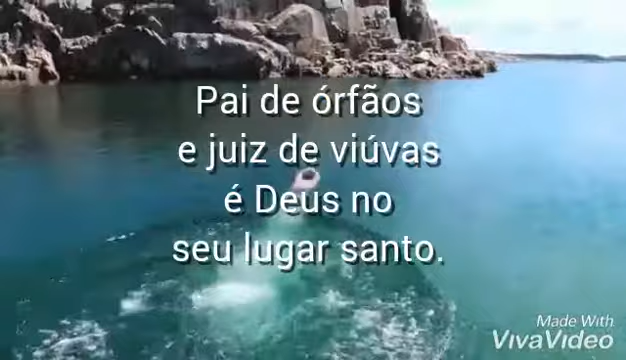 Pai de órfãos
e juiz de viúvas
é Deus no
seu lugar santo.
Made With
VivaVideo